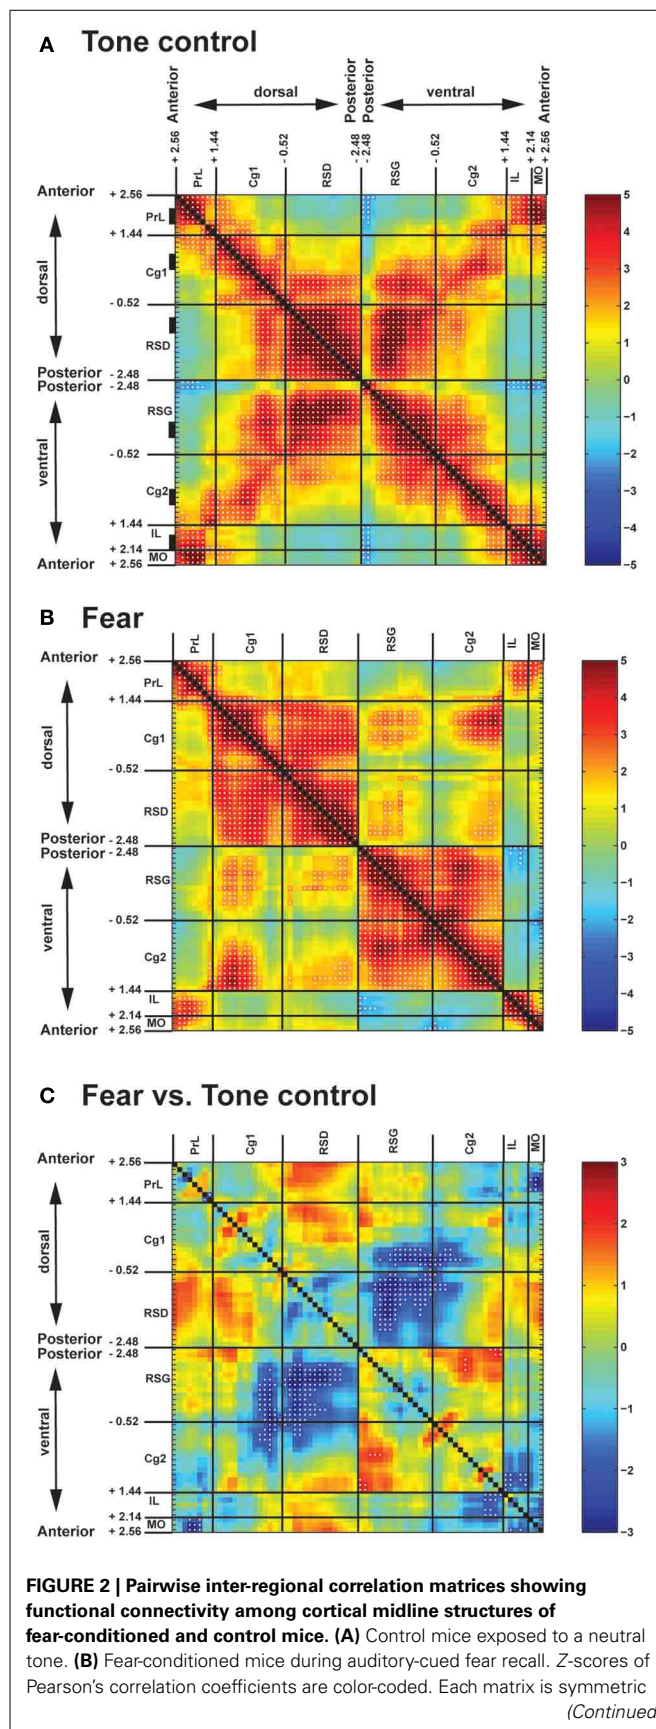 A Tone control
Anterior
dorsal
Posterior
Posterior
ventral
Anterior
+ 2.56
+ 1.44
- 0.52
- 2.48
- 2.48
- 0.52
+ 1.44
+ 2.14
+ 2.56
PrL
Cg1
RSD
RSG
Cg2
IL
MO
Anterior + 2.56
PrL
+ 1.44
dorsal
Cg1
- 0.52
RSD
Posterior - 2.48
Posterior - 2.48
RSG
ventral
- 0.52
Cg2
+ 1.44
IL
+ 2.14
MO
Anterior + 2.56
5
4
3
2
1
0
−1
−2
−3
−4
−5
B Fear
PrL
Cg1
RSD
RSG
Cg2
IL
MO
Anterior + 2.56
PrL
+ 1.44
dorsal
Cg1
- 0.52
RSD
Posterior - 2.48
Posterior - 2.48
RSG
ventral
- 0.52
Cg2
+ 1.44
IL
+ 2.14
MO
Anterior + 2.56
5
4
3
2
1
0
−1
−2
−3
−4
−5
C Fear vs. Tone control
PrL
Cg1
RSD
RSG
Cg2
IL
MO
Anterior + 2.56
PrL
+ 1.44
dorsal
Cg1
- 0.52
RSD
Posterior - 2.48
Posterior - 2.48
RSG
ventral
- 0.52
Cg2
+ 1.44
IL
+ 2.14
MO
Anterior + 2.56
3
2
1
0
−1
−2
−3
FIGURE 2 | Pairwise inter-regional correlation matrices showing
functional connectivity among cortical midline structures of
fear-conditioned and control mice. (A) Control mice exposed to a neutral
tone. (B) Fear-conditioned mice during auditory-cued fear recall. Z-scores of
Pearson's correlation coefficients are color-coded. Each matrix is symmetric
(Continued